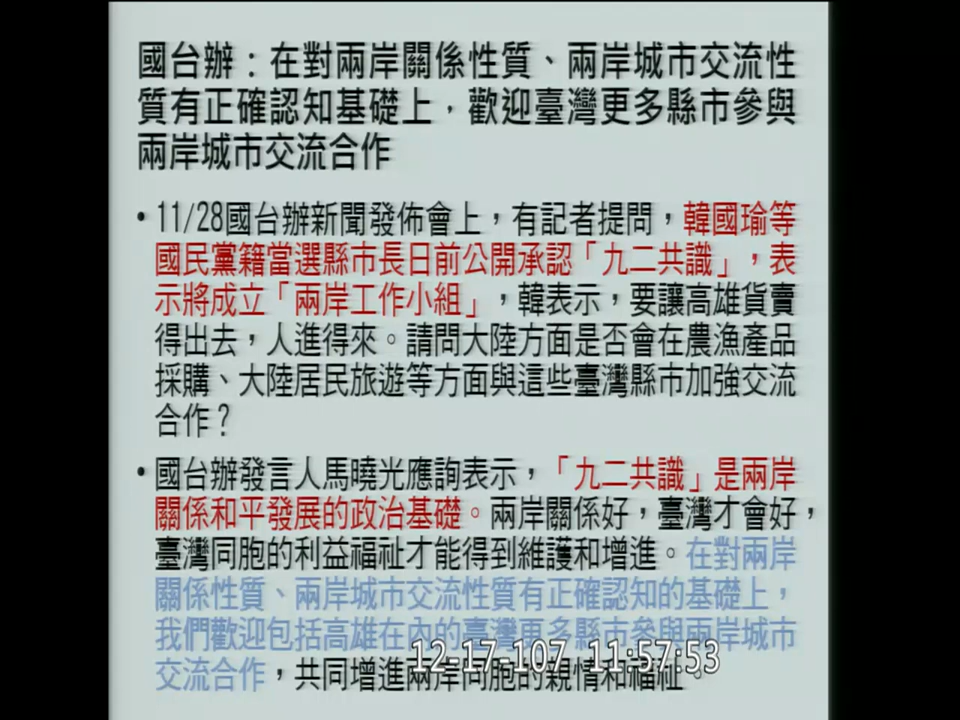 國台辦：在對兩岸關係性質、兩岸城市交流性
質有正確認知基礎上，歡迎臺灣更多縣市參與
兩岸城市交流合作
• 11/28國台辦新聞發佈會上，有記者提問，韓國瑜等
國民黨籍當選縣市長日前公開承認「九二共識」，表
示將成立「兩岸工作小組」，韓表示，要讓高雄貨賣
得出去，人進得來。請問大陸方面是否會在農漁產品
採購、大陸居民旅遊等方面與這些臺灣縣市加強交流
合作？
• 國台辦發言人馬曉光應詢表示，「九二共識」是兩岸
關係和平發展的政治基礎。兩岸關係好，臺灣才會好，
臺灣同胞的利益福祉才能得到維護和增進。在對兩岸
關係性質、兩岸城市交流性質有正確認知的基礎上，
我們歡迎包括高雄在內的臺灣更多縣市參與兩岸城市
交流合作，共同增進兩岸同胞的親情和福祉。
12 17 107 11:57:53